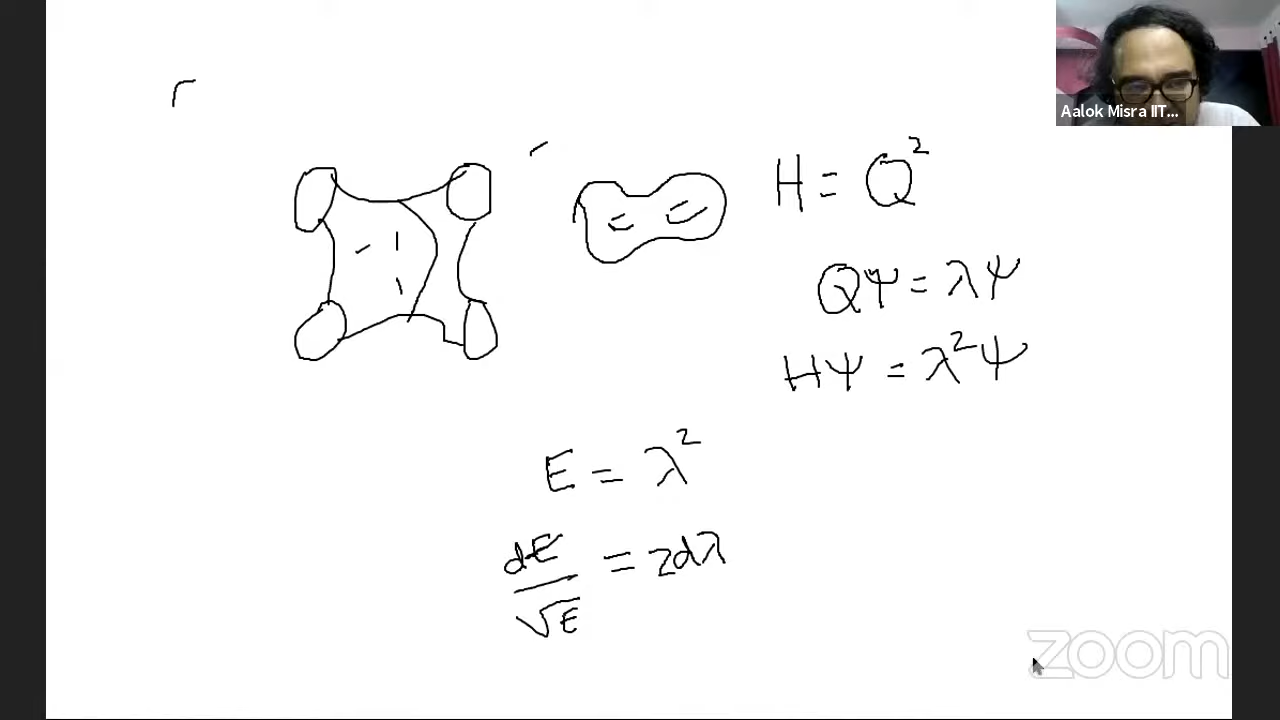 Aalok Misra IIT...
H = Q²
Qψ = λψ
Hψ = λ²ψ
E = λ²
dE/√E = 2dλ
zoom